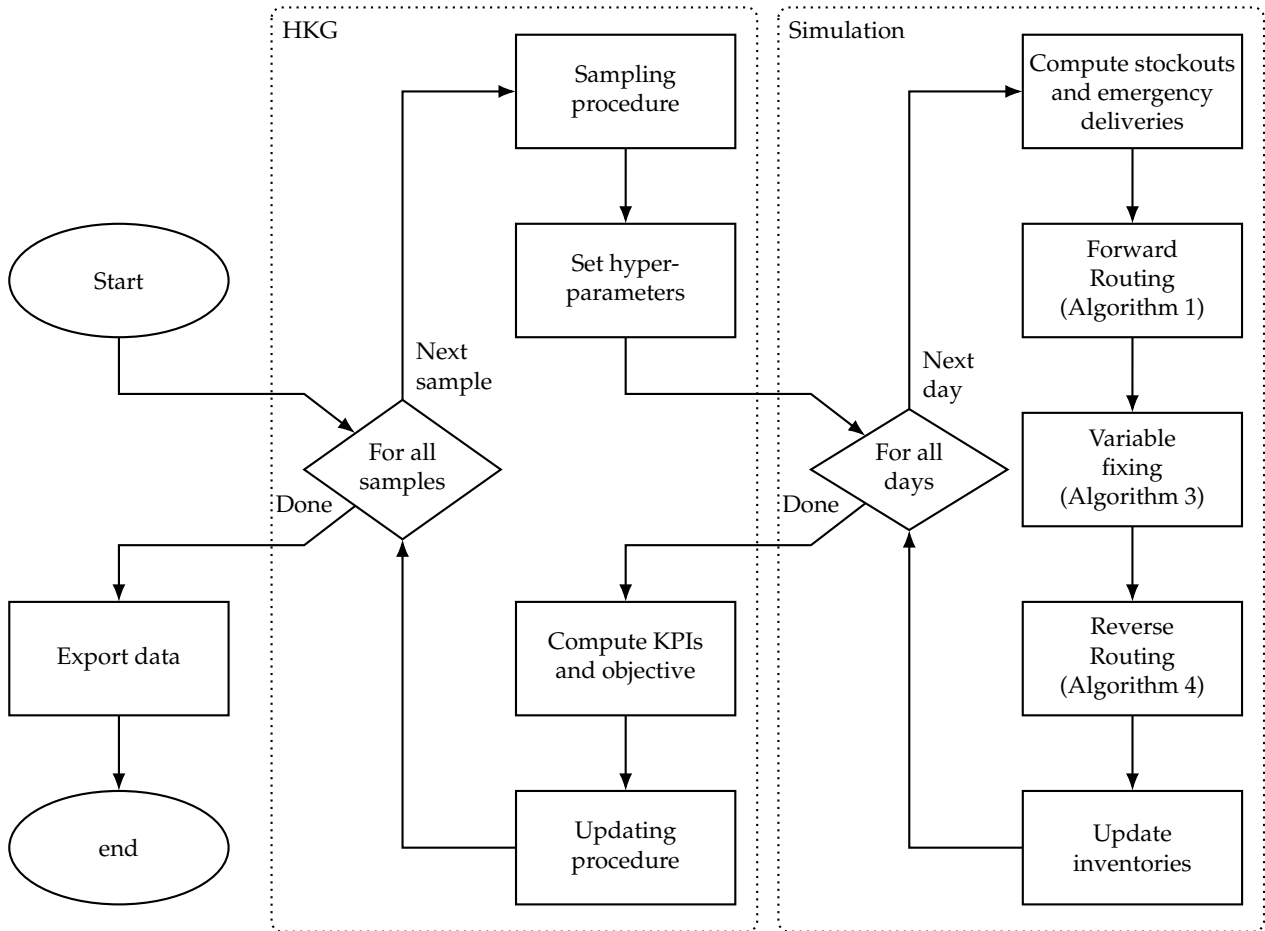 HKG
Simulation
Sampling
procedure
Compute stockouts
and emergency
deliveries
Start
Set hyper-
parameters
Forward
Routing
(Algorithm 1)
Next
sample
Next
day
For all
samples
For all
days
Variable
fixing
(Algorithm 3)
Done
Done
Export data
Compute KPIs
and objective
Reverse
Routing
(Algorithm 4)
end
Updating
procedure
Update
inventories